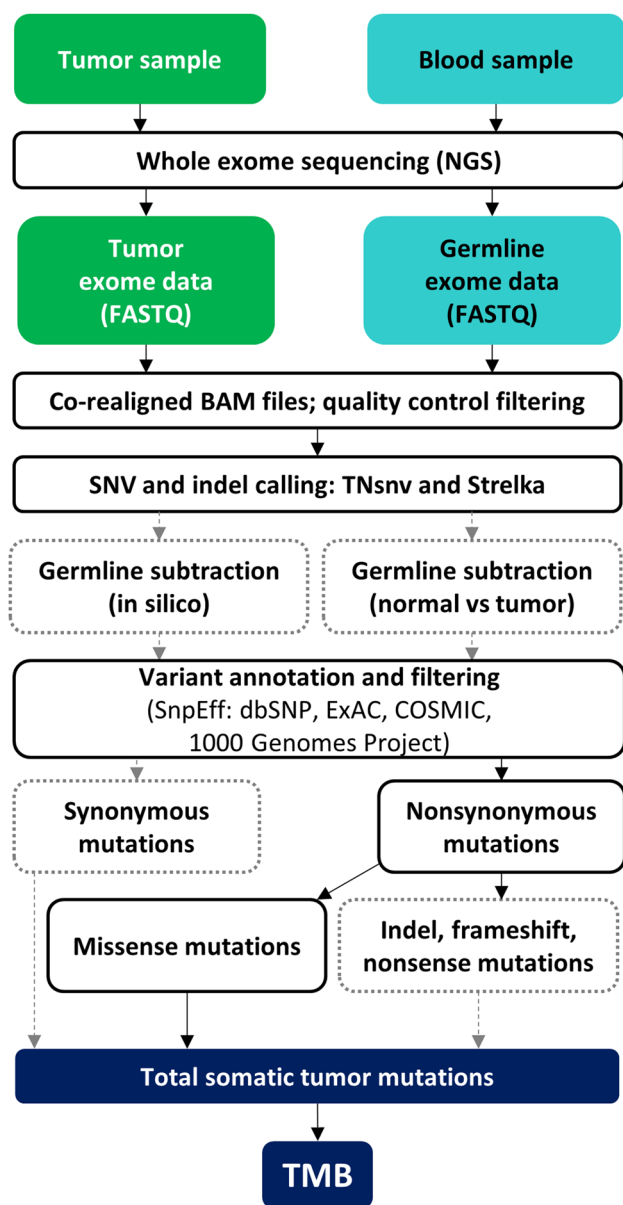 Tumor sample
Blood sample
Whole exome sequencing (NGS)
Tumor
exome data
(FASTQ)
Germline
exome data
(FASTQ)
Co-realigned BAM files; quality control filtering
SNV and indel calling: TNsnv and Strelka
Germline subtraction
(in silico)
Germline subtraction
(normal vs tumor)
Variant annotation and filtering
(SnpEff: dbSNP, ExAC, COSMIC,
1000 Genomes Project)
Synonymous
mutations
Nonsynonymous
mutations
Missense mutations
Indel, frameshift,
nonsense mutations
Total somatic tumor mutations
TMB